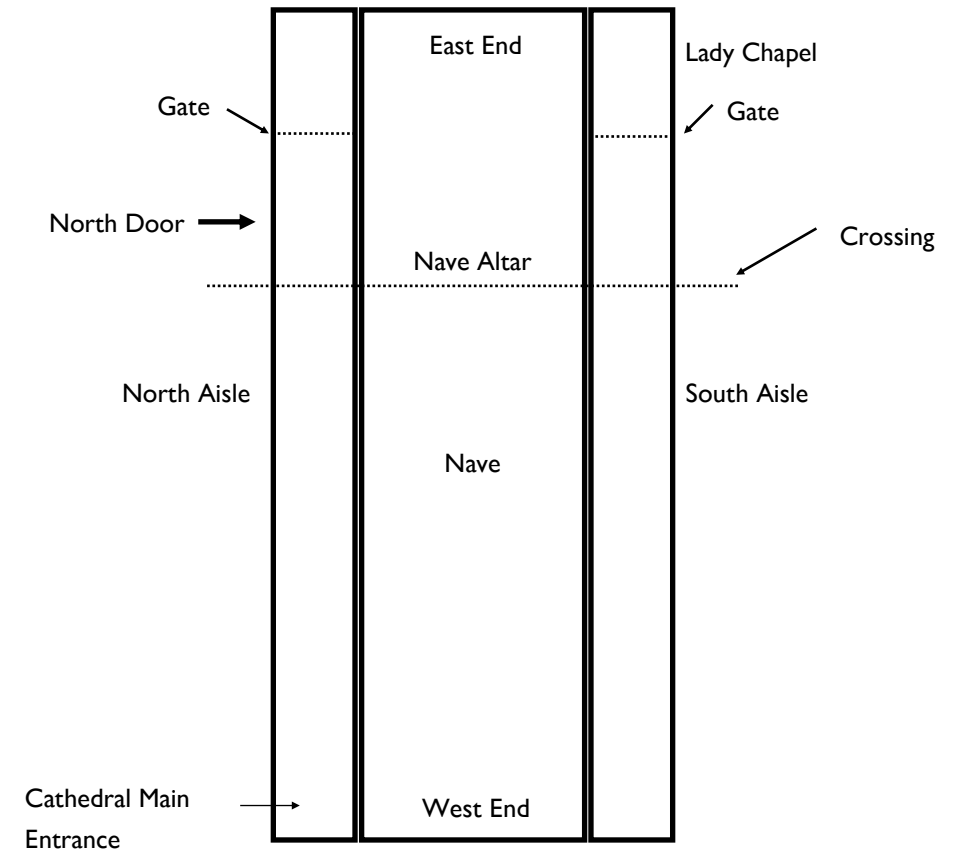 East End
Lady Chapel
Gate
Gate
North Door
Crossing
Nave Altar
North Aisle
South Aisle
Nave
Cathedral Main
Entrance
West End